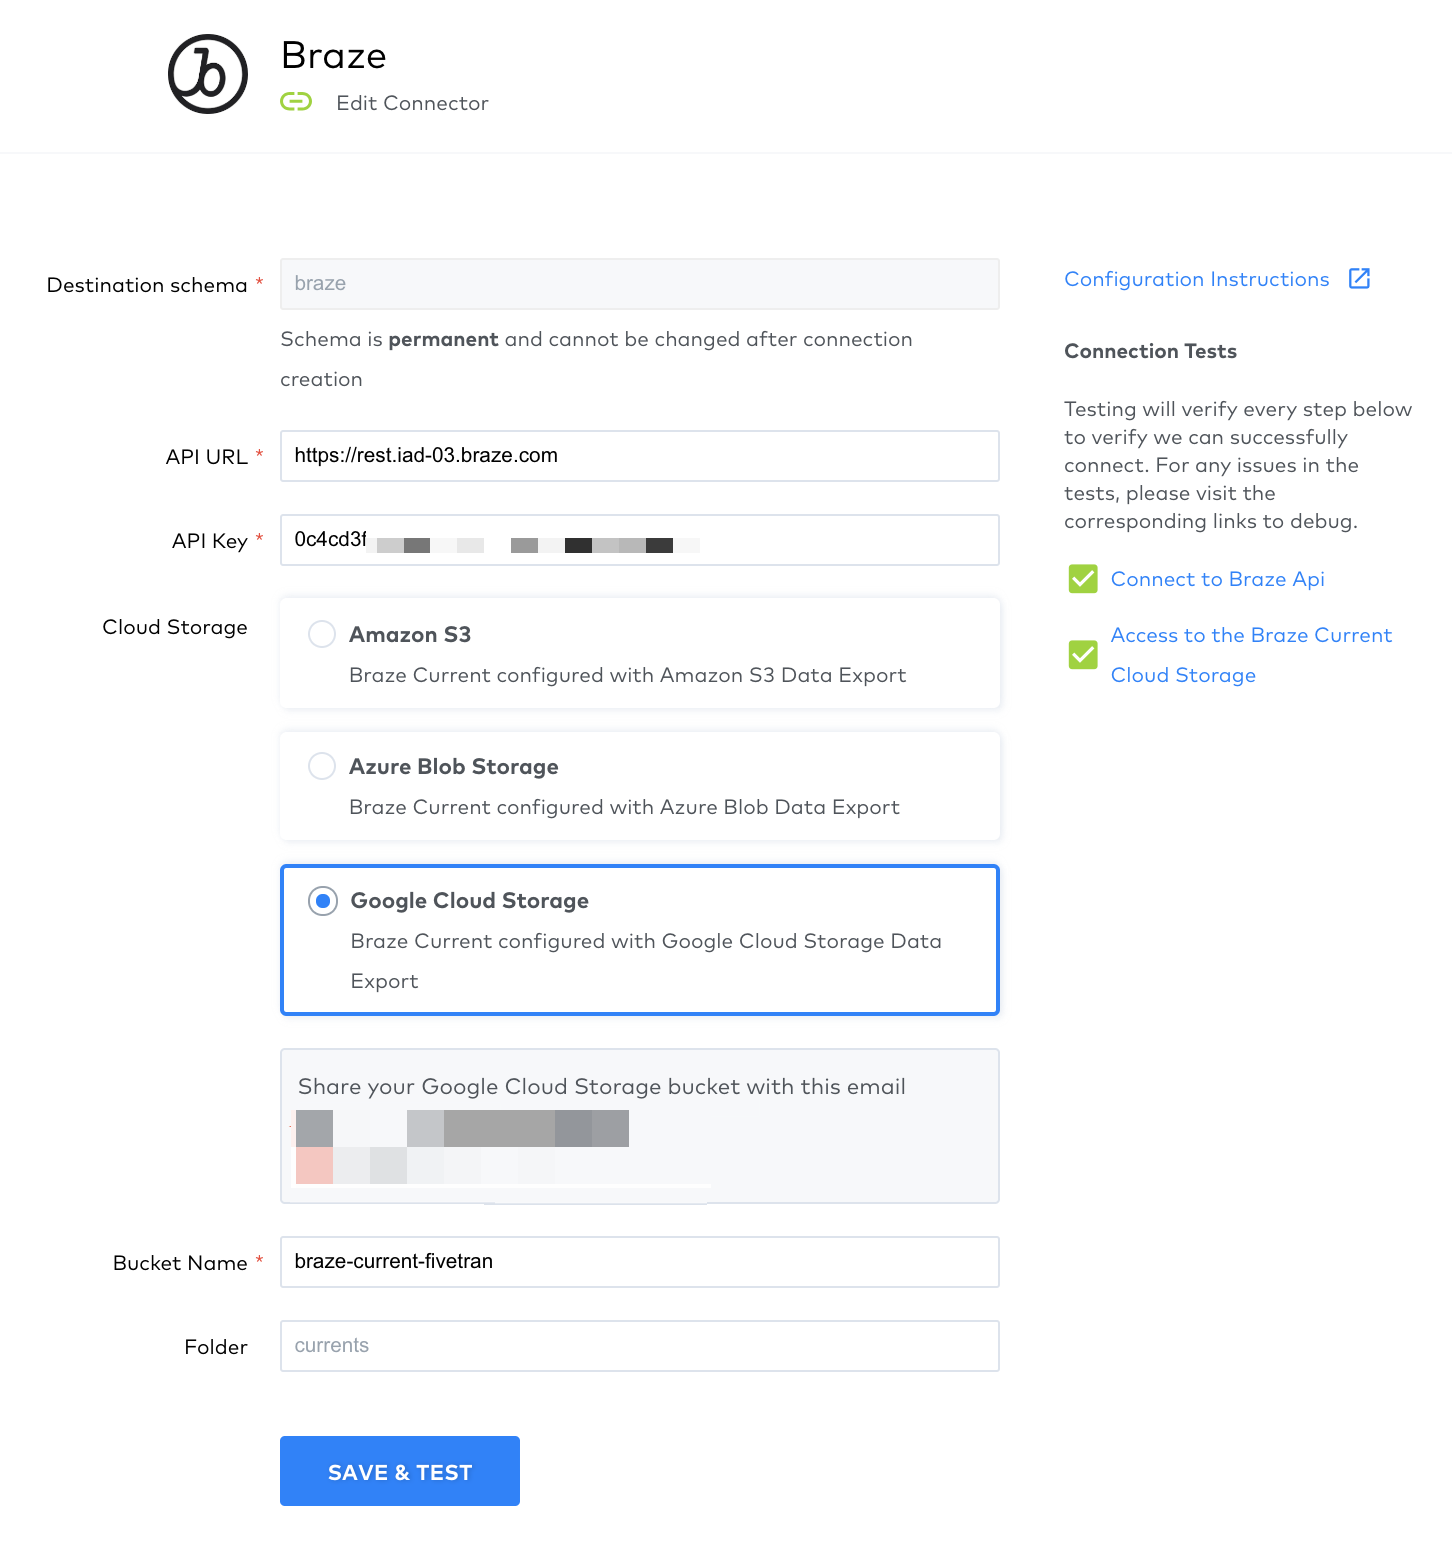 Braze
Edit Connector
Destination schema *
braze
Schema is permanent and cannot be changed after connection
creation
API URL *
https://rest.iad-03.braze.com
API Key *
0c4cd3f
Cloud Storage
Amazon S3
Braze Current configured with Amazon S3 Data Export
Azure Blob Storage
Braze Current configured with Azure Blob Data Export
Google Cloud Storage
Braze Current configured with Google Cloud Storage Data
Export
Share your Google Cloud Storage bucket with this email
Bucket Name *
braze-current-fivetran
Folder
currents
SAVE & TEST
Configuration Instructions
Connection Tests
Testing will verify every step below
to verify we can successfully
connect. For any issues in the
tests, please visit the
corresponding links to debug.
Connect to Braze Api
Access to the Braze Current
Cloud Storage